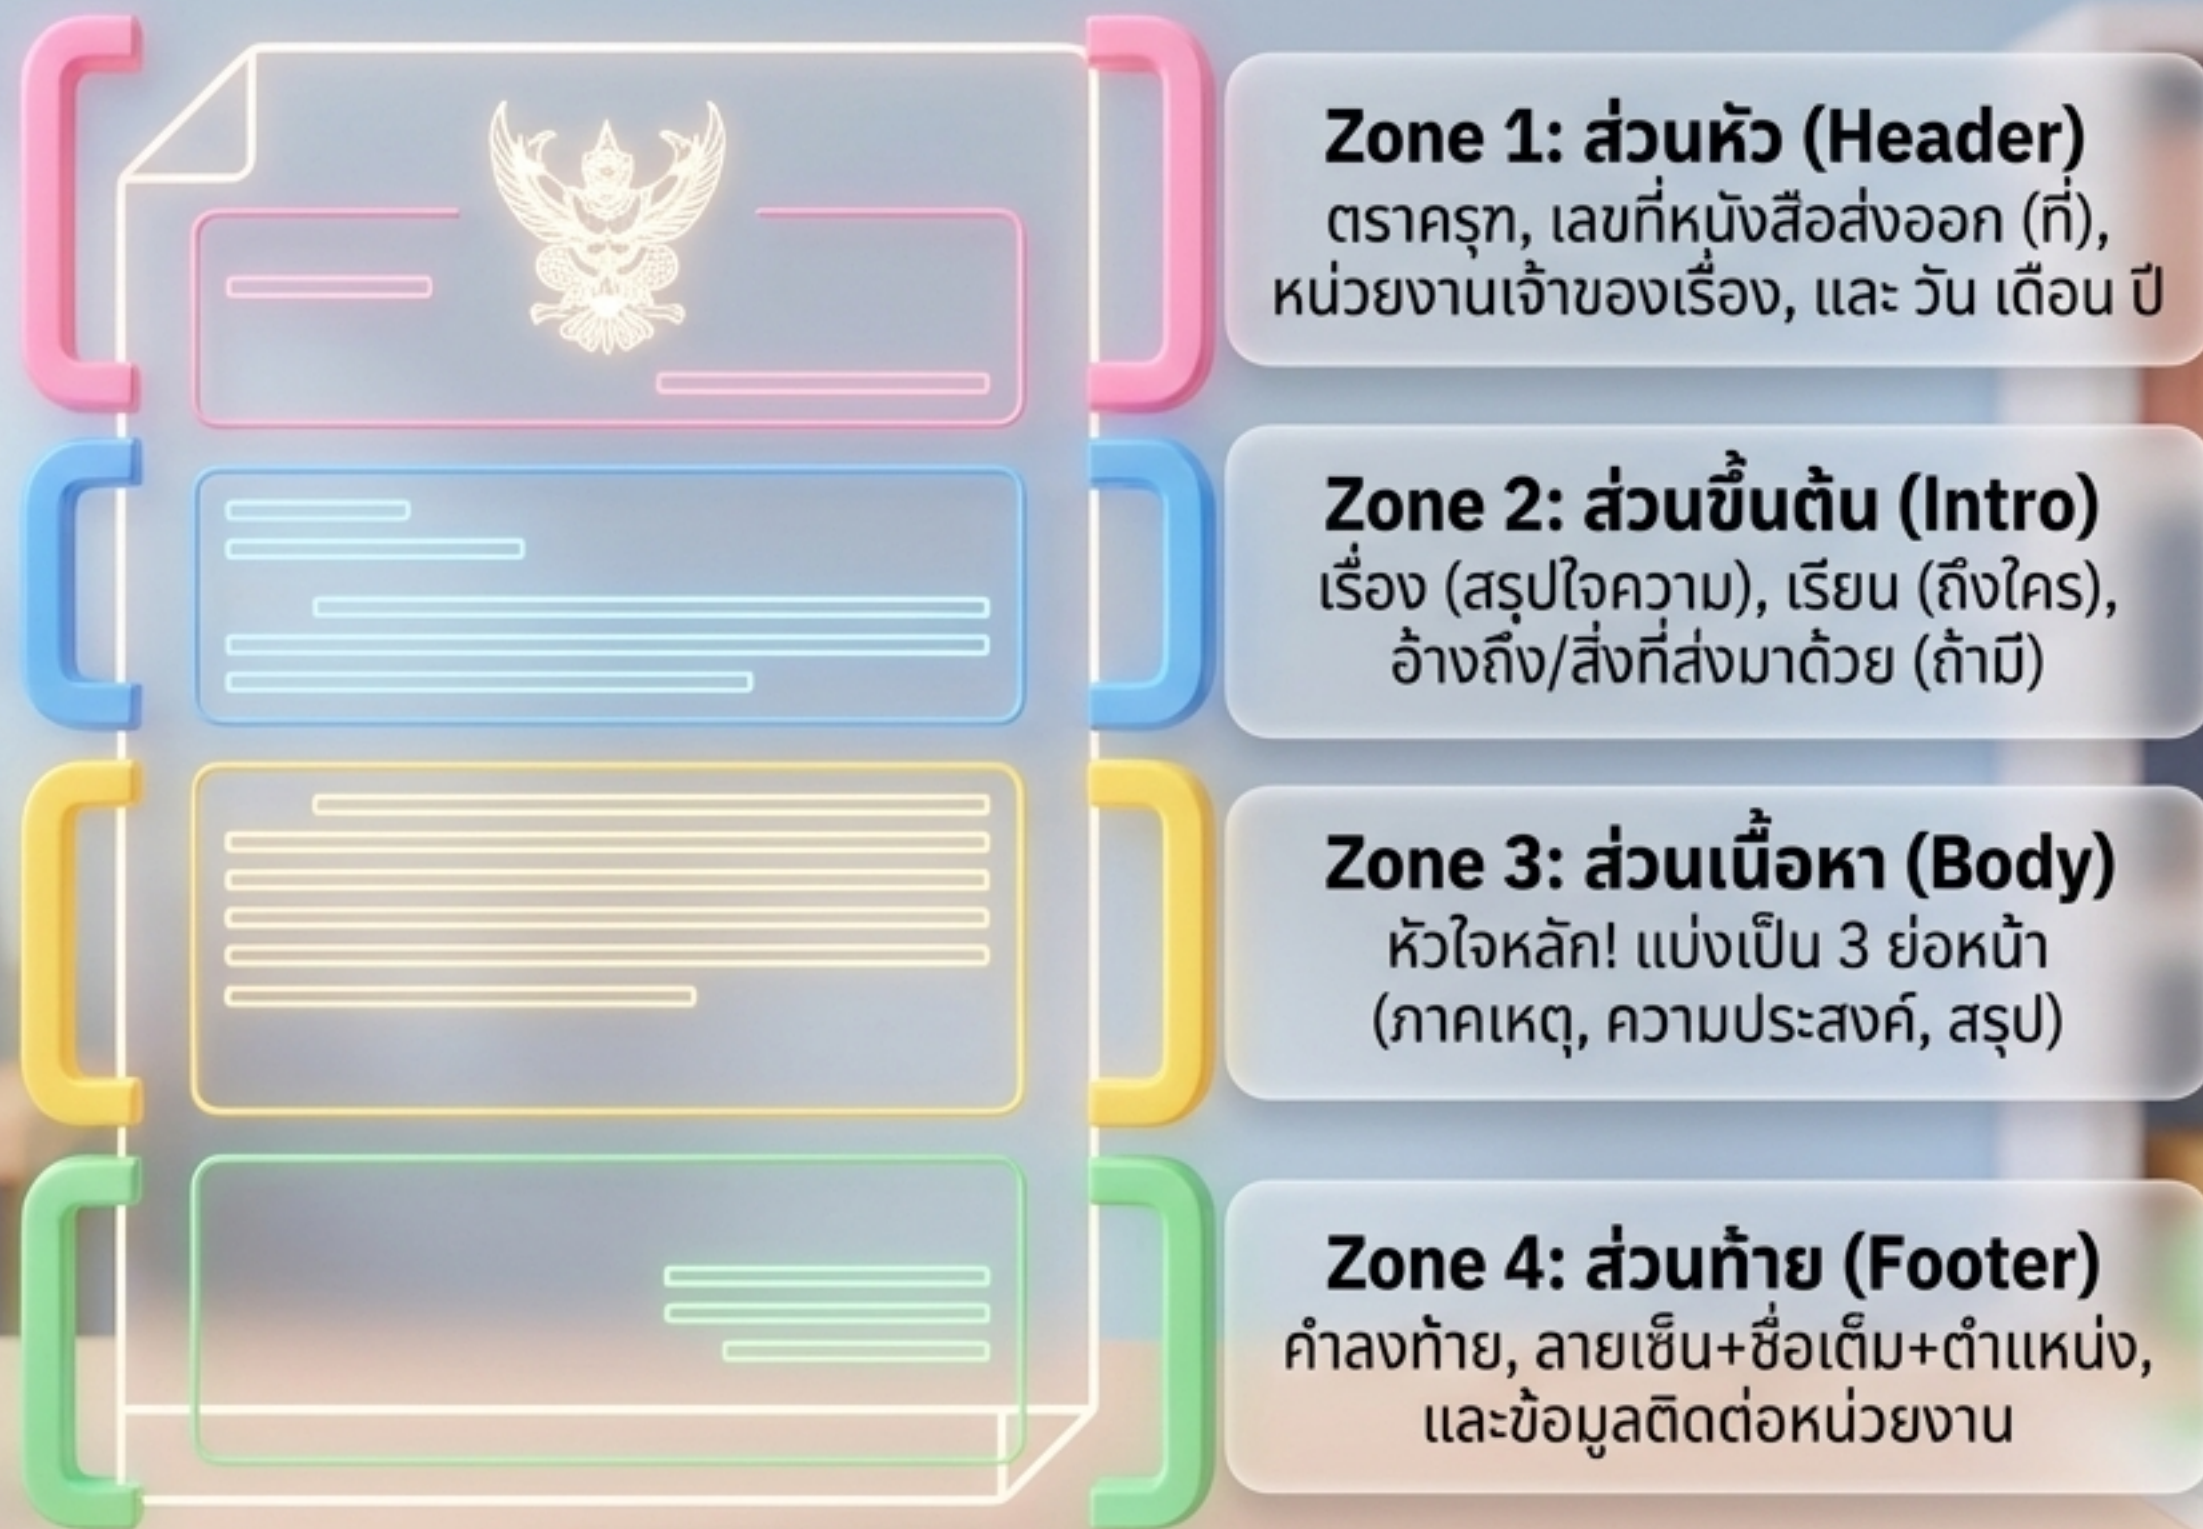 Zone 1: ส่วนหัว (Header)
ตราครุฑ, เลขที่หนังสือส่งออก (ที่),
หน่วยงานเจ้าของเรื่อง, และ วัน เดือน ปี
Zone 2: ส่วนขึ้นต้น (Intro)
เรื่อง (สรุปใจความ), เรียน (ถึงใคร),
อ้างถึง/สิ่งที่ส่งมาด้วย (ถ้ามี)
Zone 3: ส่วนเนื้อหา (Body)
หัวใจหลัก! แบ่งเป็น 3 ย่อหน้า
(ภาคเหตุ, ความประสงค์, สรุป)
Zone 4: ส่วนท้าย (Footer)
คำลงท้าย, ลายเซ็น+ชื่อเต็ม+ตำแหน่ง,
และข้อมูลติดต่อหน่วยงาน